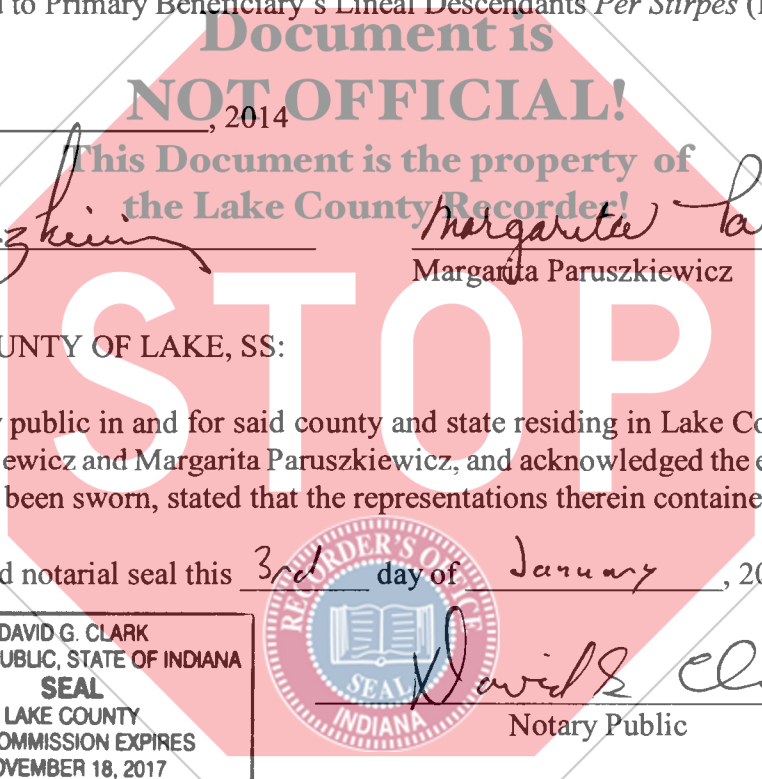 d to Primary Beneficiary's Lineal Descendants Per Stirpes (
Document is
NOT OFFICIAL!
, 2014
This Document is the property of
the Lake County Recorder!
Margarita
Margarita Paruszkiewicz
STOP
UNTY OF LAKE, SS:
y public in and for said county and state residing in Lake Co
ewicz and Margarita Paruszkiewicz, and acknowledged the e
been sworn, stated that the representations therein containe
d notarial seal this 3rd day of January, 20
RECORDER'S OFFICE
SEAL
INDIANA
DAVID G. CLARK
UBLIC, STATE OF INDIANA
SEAL
LAKE COUNTY
OMMISSION EXPIRES
OVEMBER 18, 2017
David G Cl
Notary Public